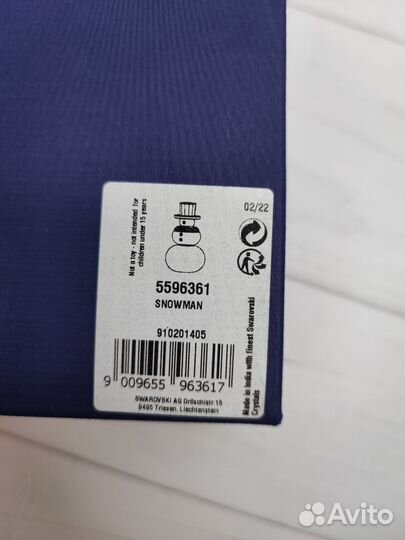 Not a toy - not intended for
children under 15 years
02/22
5596361
SNOWMAN
910201405
9 009655 963617
SWAROVSKI AG Dröschistr.15
9495 Triesen, Liechtenstein
Made in India with finest Swarovski
Crystals
Avito